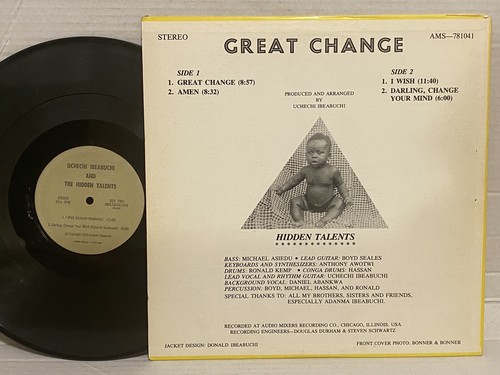 STEREO
GREAT CHANGE
AMS—781041
SIDE 1
1. GREAT CHANGE (8:57)
2. AMEN (8:32)
SIDE 2
1. I WISH (11:40)
2. DARLING, CHANGE
YOUR MIND (6:00)
PRODUCED AND ARRANGED
BY
UCHECHI IBEABUCHI
HIDDEN TALENTS
BASS: MICHAEL ASIEDU • LEAD GUITAR: BOYD SEALES
KEYBOARDS AND SYNTHESIZERS: ANTHONY AWOTWI
DRUMS: RONALD KEMP • CONGA DRUMS: HASSAN
LEAD VOCAL AND RHYTHM GUITAR: UCHECHI IBEABUCHI
BACKGROUND VOCAL: DANIEL ABANKWA
PERCUSSION: BOYD, MICHAEL, HASSAN, AND RONALD
SPECIAL THANKS TO: ALL MY BROTHERS, SISTERS AND FRIENDS,
ESPECIALLY ADANMA IBEABUCHI.
RECORDED AT AUDIO MIXERS RECORDING CO., CHICAGO, ILLINOIS, USA
RECORDING ENGINEERS—DOUGLAS DURHAM & STEVEN SCHWARTZ
JACKET DESIGN: DONALD IBEABUCHI
FRONT COVER PHOTO: BONNER & BONNER
UCHECHI IBEABUCHI
AND
THE HIDDEN TALENTS
STEREO
SIDE TWO